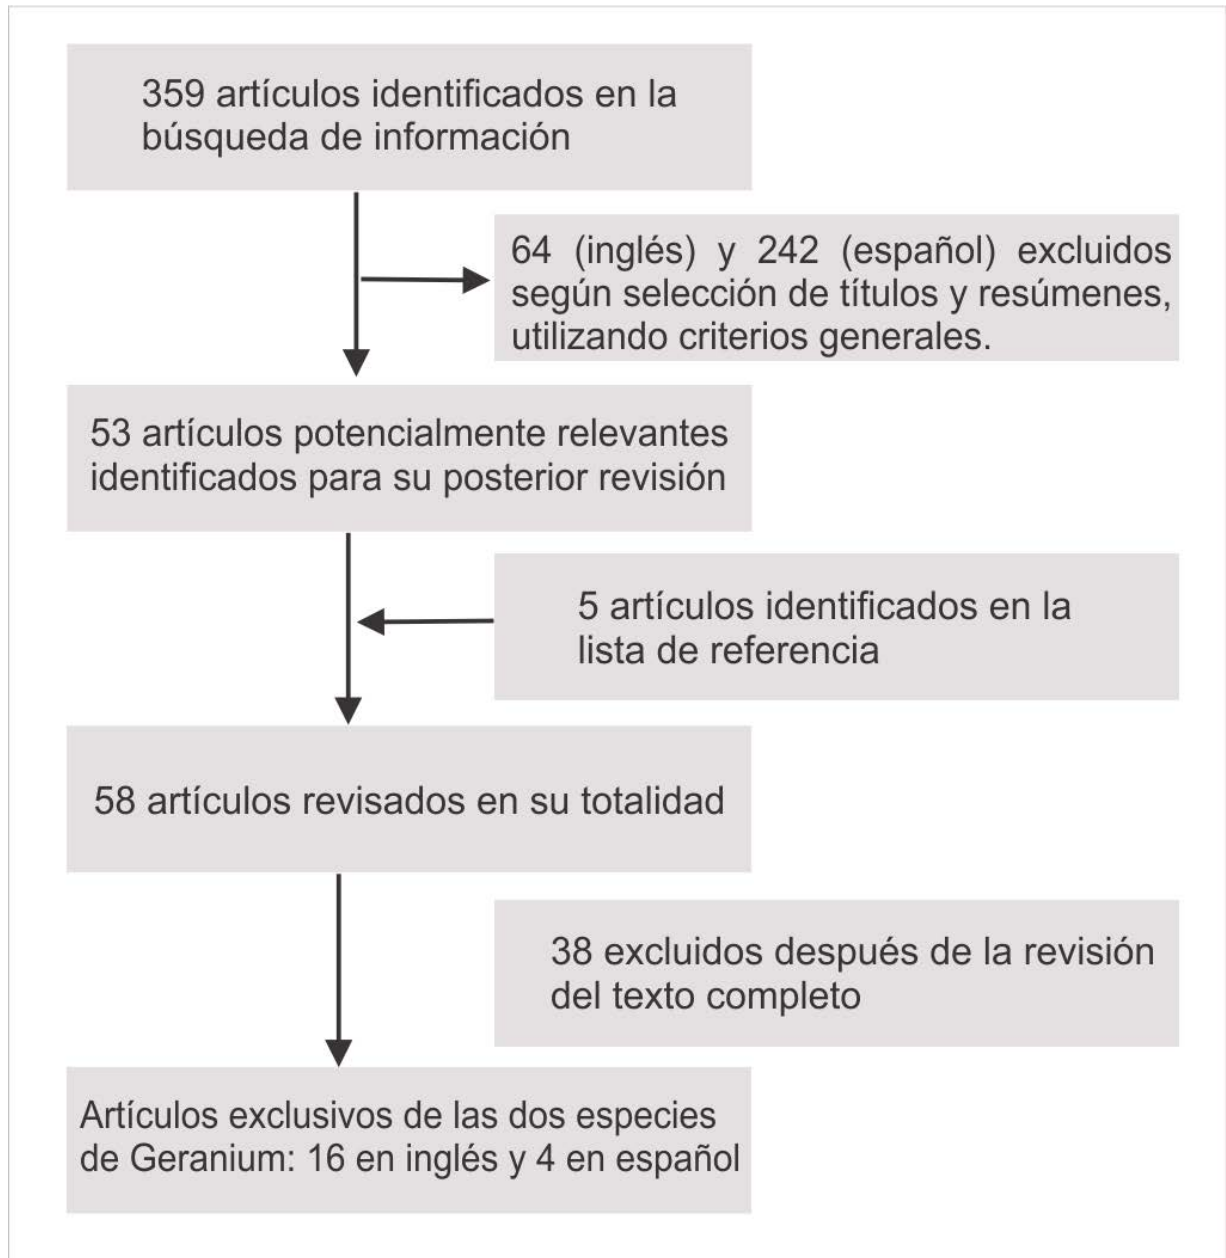 359 artículos identificados en la
búsqueda de información
64 (inglés) y 242 (español) excluidos
según selección de títulos y resúmenes,
utilizando criterios generales.
53 artículos potencialmente relevantes
identificados para su posterior revisión
5 artículos identificados en la
lista de referencia
58 artículos revisados en su totalidad
38 excluidos después de la revisión
del texto completo
Artículos exclusivos de las dos especies
de Geranium: 16 en inglés y 4 en español